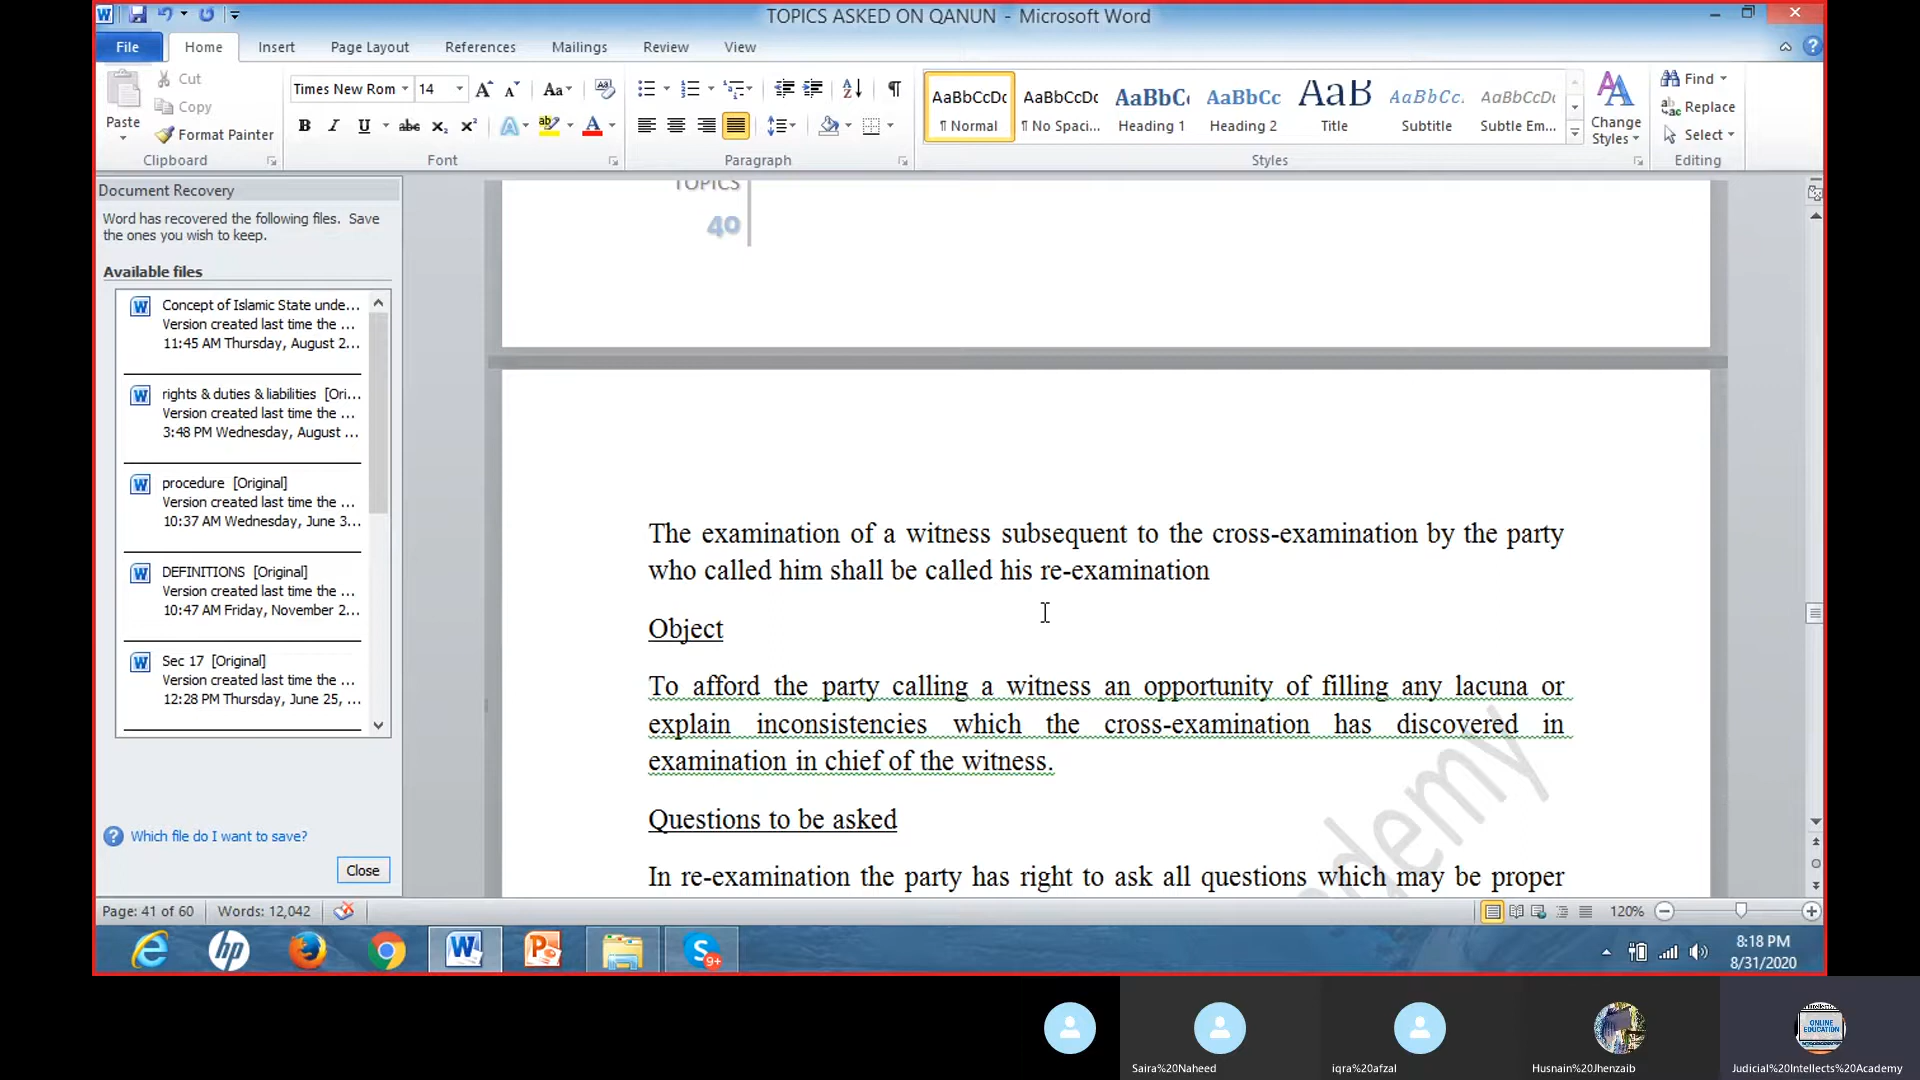 TOPICS ASKED ON QANUN - Microsoft Word
File Home Insert Page Layout References Mailings Review View
Paste
Cut
Copy
Format Painter
Clipboard
Times New Rom 14
Font
Paragraph
AaBbCcDc AaBbCcDc AaBbC AaBbCc AaB AaBbCc. AaBbCcDc
¶ Normal ¶ No Spaci... Heading 1 Heading 2 Title Subtitle Subtle Em...
Change Styles
Styles
Find
Replace
Select
Editing
Document Recovery
Word has recovered the following files. Save
the ones you wish to keep.
Available files
Concept of Islamic State unde...
Version created last time the ...
11:45 AM Thursday, August 2...
rights & duties & liabilities [Ori...
Version created last time the ...
3:48 PM Wednesday, August ...
procedure [Original]
Version created last time the ...
10:37 AM Wednesday, June 3...
DEFINITIONS [Original]
Version created last time the ...
10:47 AM Friday, November 2...
Sec 17 [Original]
Version created last time the ...
12:28 PM Thursday, June 25, ...
Which file do I want to save?
Close
TOPICS
40
The examination of a witness subsequent to the cross-examination by the party
who called him shall be called his re-examination
Object
To afford the party calling a witness an opportunity of filling any lacuna or
explain inconsistencies which the cross-examination has discovered in
examination in chief of the witness.
Questions to be asked
In re-examination the party has right to ask all questions which may be proper
Page: 41 of 60 Words: 12,042
120%
9+
8:18 PM
8/31/2020
ONLINE
EDUCATION
Saira%20Naheed
iqra%20afzal
Husnain%20Jhenzaib
Judicial%20Intellects%20Academy